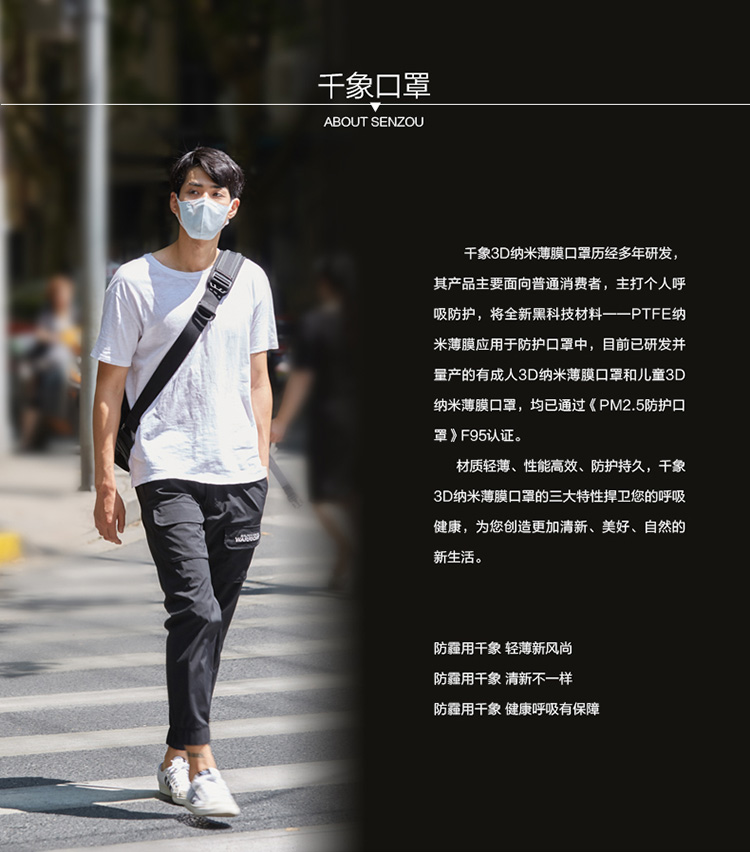 千象口罩
ABOUT SENZOU
千象3D纳米薄膜口罩历经多年研发，
其产品主要面向普通消费者，主打个人呼
吸防护，将全新黑科技材料——PTFE纳
米薄膜应用于防护口罩中，目前已研发并
量产的有成人3D纳米薄膜口罩和儿童3D
纳米薄膜口罩，均已通过《PM2.5防护口
罩》F95认证。
材质轻薄、性能高效、防护持久，千象
3D纳米薄膜口罩的三大特性捍卫您的呼吸
健康，为您创造更加清新、美好、自然的
新生活。
防霾用千象 轻薄新风尚
防霾用千象 清新不一样
防霾用千象 健康呼吸有保障